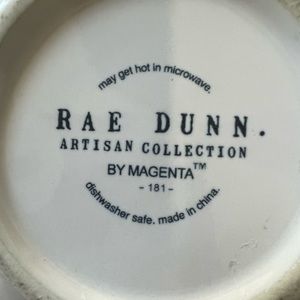 may get hot in microwave.
RAE DUNN.
ARTISAN COLLECTION
BY MAGENTA™
- 181 -
dishwasher safe. made in china.